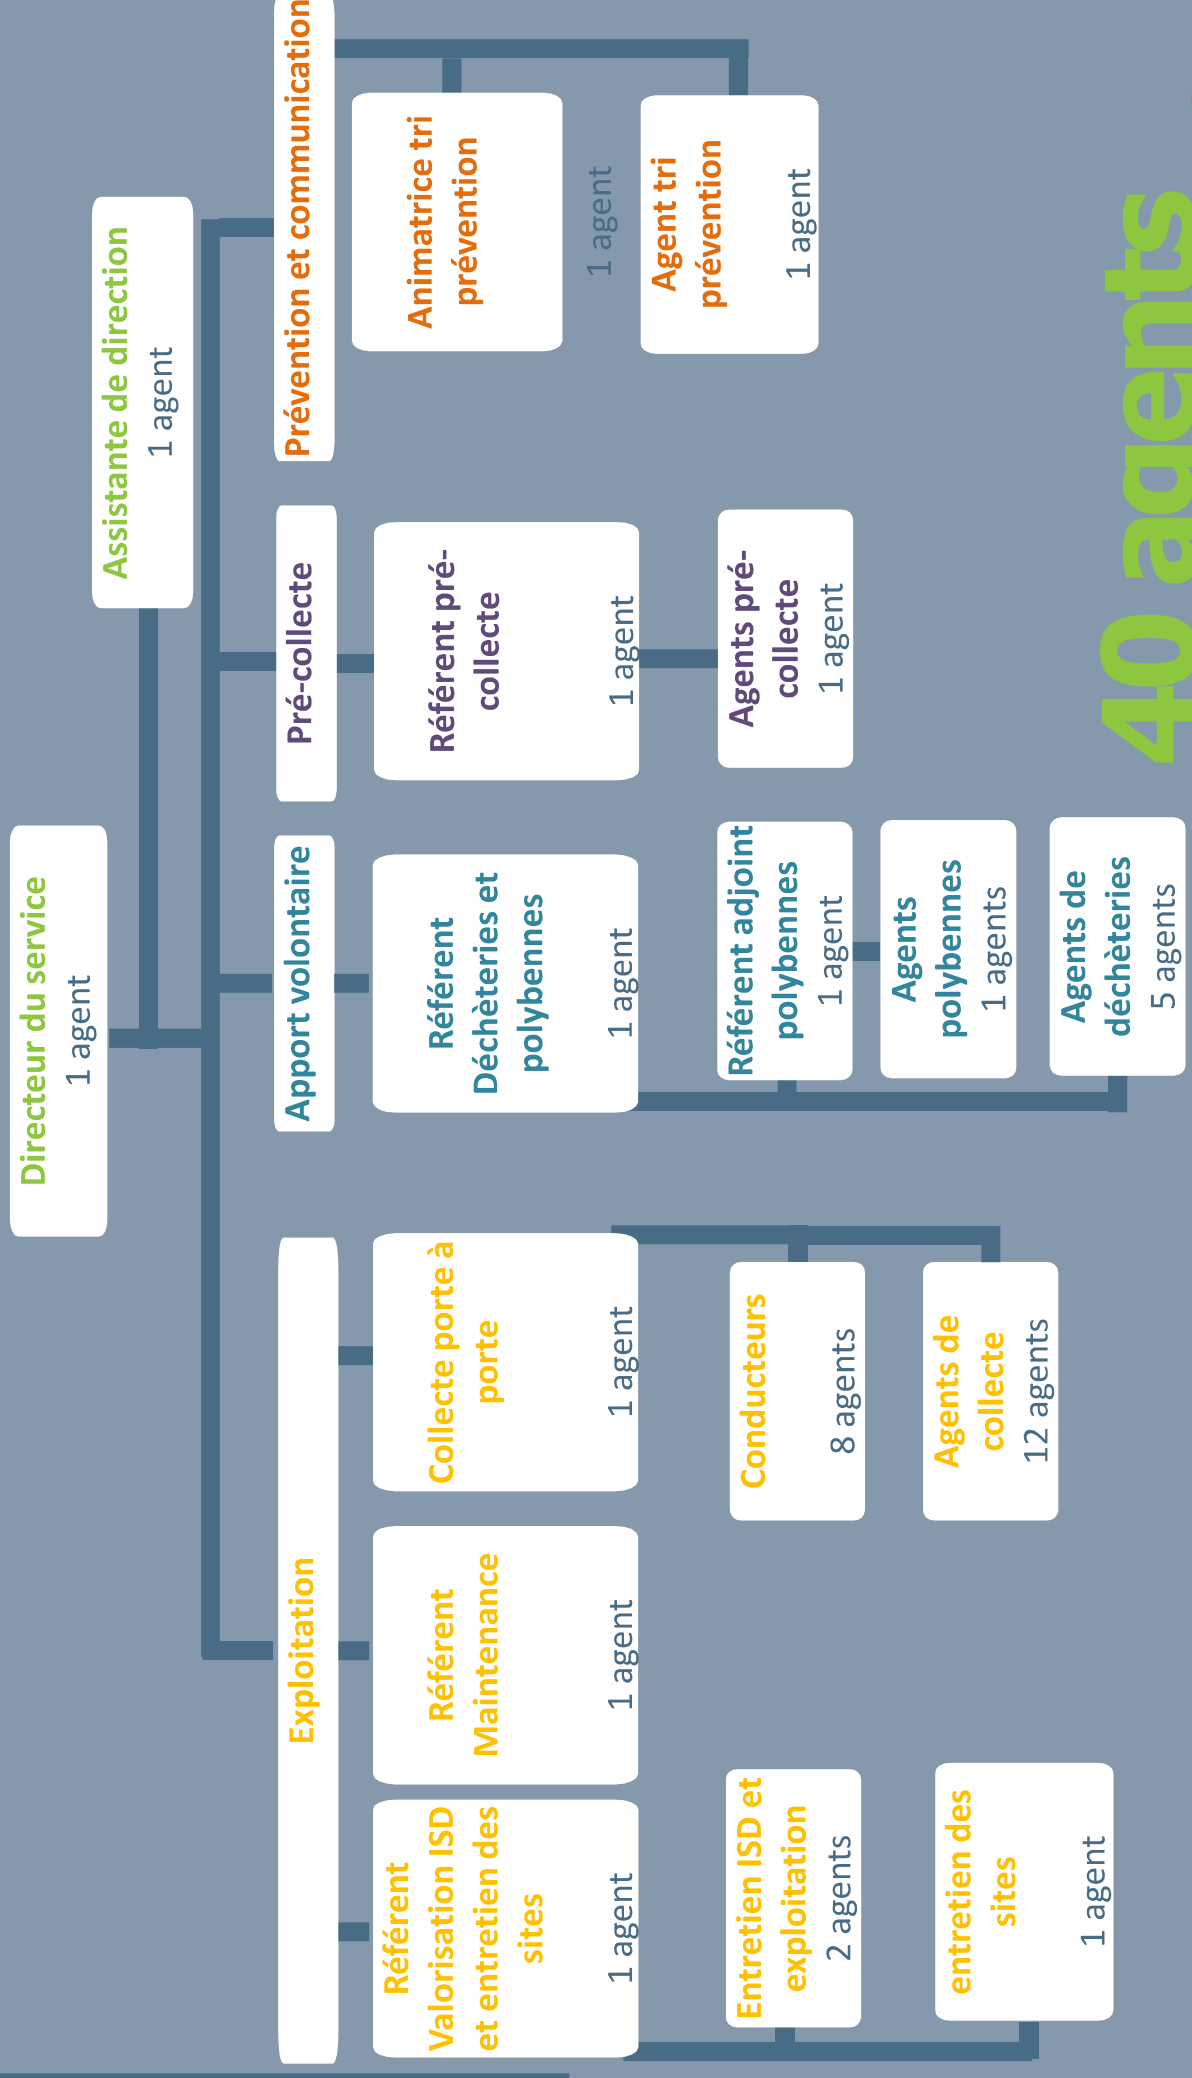 Directeur du service
1 agent
Assistante de direction
1 agent
Exploitation
Référent
Valorisation ISD
et entretien des
sites
1 agent
Entretien ISD et
exploitation
2 agents
entretien des
sites
1 agent
Référent
Maintenance
1 agent
Collecte porte à
porte
1 agent
Conducteurs
8 agents
Agents de
collecte
12 agents
Apport volontaire
Référent
Déchèteries et
polybennes
1 agent
Référent adjoint
polybennes
1 agent
Agents
polybennes
1 agents
Agents de
déchèteries
5 agents
Pré-collecte
Référent pré-
collecte
1 agent
Agents pré-
collecte
1 agent
Prévention et communication
Animatrice tri
prévention
1 agent
Agent tri
prévention
1 agent
40 agents